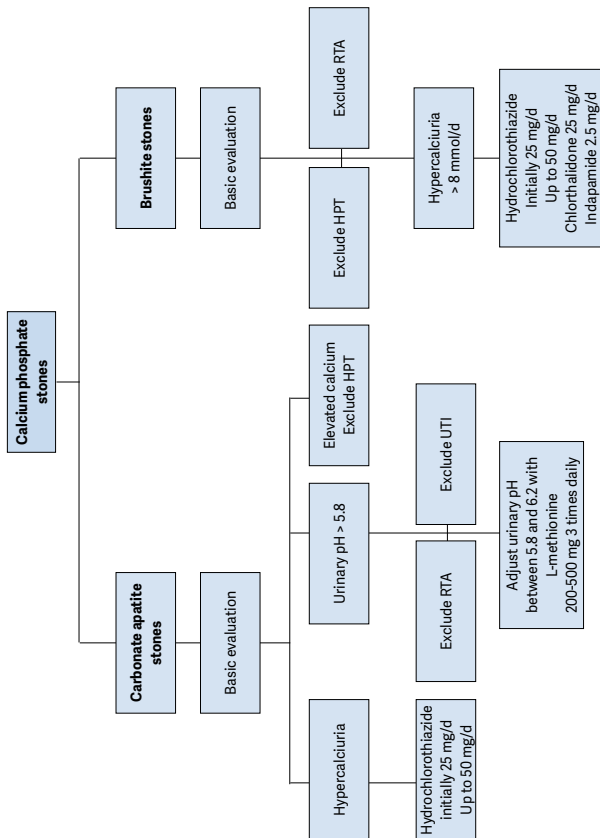 Calcium phosphate
stones
Carbonate apatite
stones
Brushite stones
Basic evaluation
Basic evaluation
Hypercalciuria
Urinary pH > 5.8
Elevated calcium
Exclude HPT
Exclude HPT
Exclude RTA
Hydrochlorothiazide
initially 25 mg/d
Up to 50 mg/d
Exclude RTA
Exclude UTI
Hypercalciuria
> 8 mmol/d
Adjust urinary pH
between 5.8 and 6.2 with
L-methionine
200-500 mg 3 times daily
Hydrochlorothiazide
Initially 25 mg/d
Up to 50 mg/d
Chlorthalidone 25 mg/d
Indapamide 2.5 mg/d